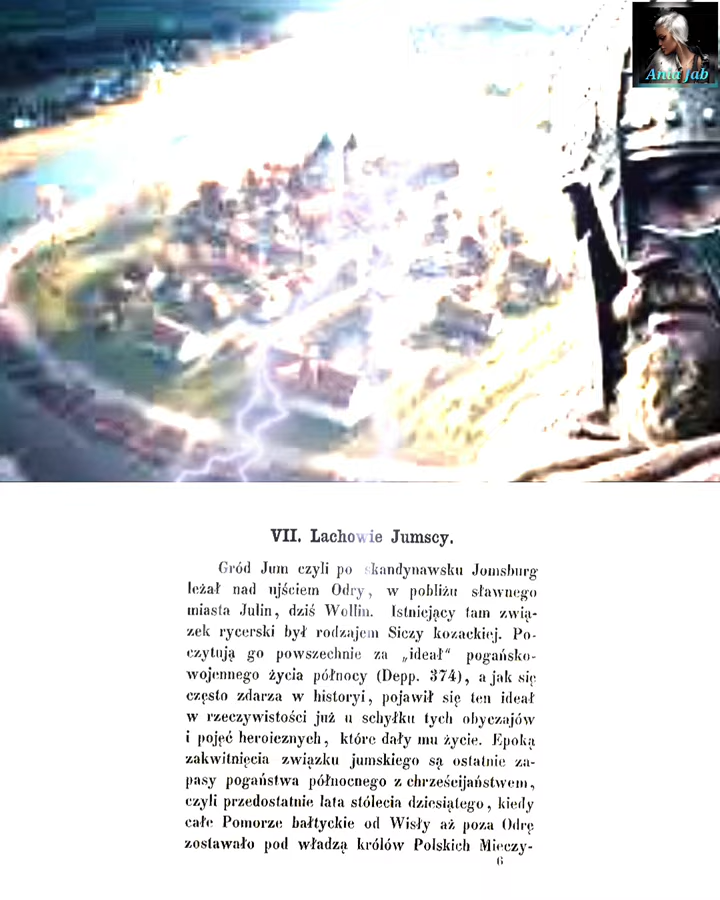 Ania jab
VII. Lachowie Jumscy.
Gród Jum czyli po skandynawsku Jomsburg
leżał nad ujściem Odry, w pobliżu sławnego
miasta Julin, dziś Wollin. Istniejący tam zwią-
zek rycerski był rodzajem Siczy kozackiej. Po-
czytują go powszechnie za „ideał" pogańsko-
wojennego życia północy (Depp. 374), a jak się
często zdarza w historyi, pojawił się ten ideał
w rzeczywistości już u schyłku tych obyczajów
i pojęć heroicznych, które dały mu życie. Epoką
zakwitnięcia związku jumskiego są ostatnie za-
pasy pogaństwa północnego z chrześcijaństwem,
czyli przedostatnie lata stólecia dziesiątego, kiedy
całe Pomorze bałtyckie od Wisły aż poza Odrę
zostawało pod władzą królów Polskich Mieczy-
6